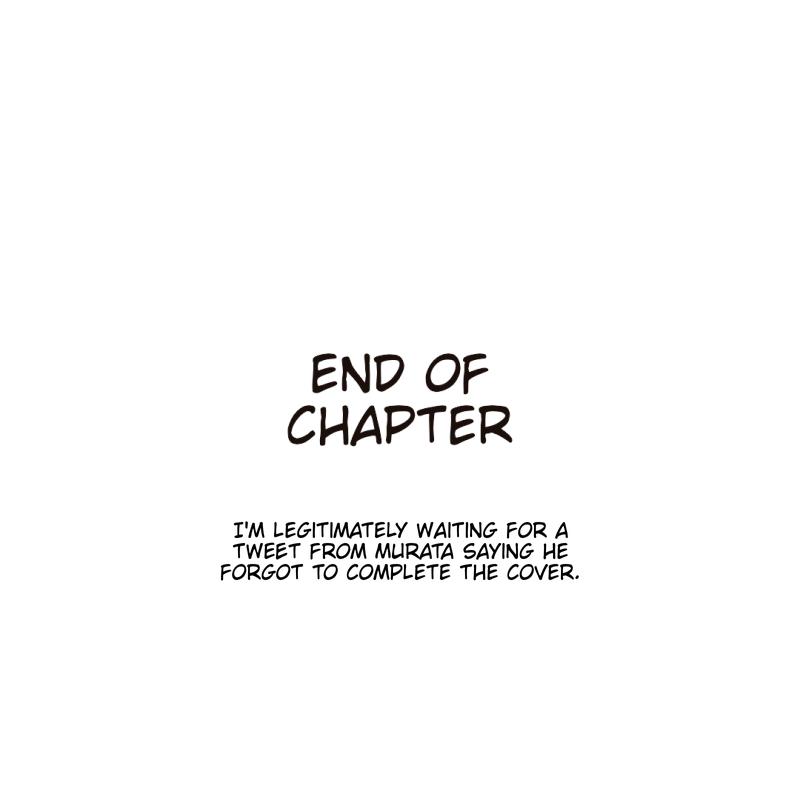 END OF
CHAPTER
I'M LEGITIMATELY WAITING FOR A
TWEET FROM MURATA SAYING HE
FORGOT TO COMPLETE THE COVER.